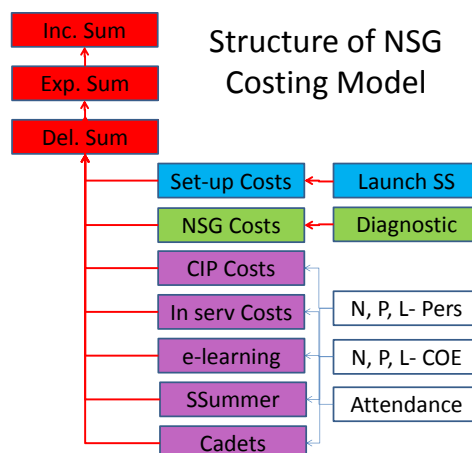 Inc. Sum
Structure of NSG
Costing Model
Exp. Sum
Del. Sum
Set-up Costs
Launch SS
NSG Costs
Diagnostic
CIP Costs
In serv Costs
N, P, L- Pers
e-learning
N, P, L- COE
SSummer
Attendance
Cadets